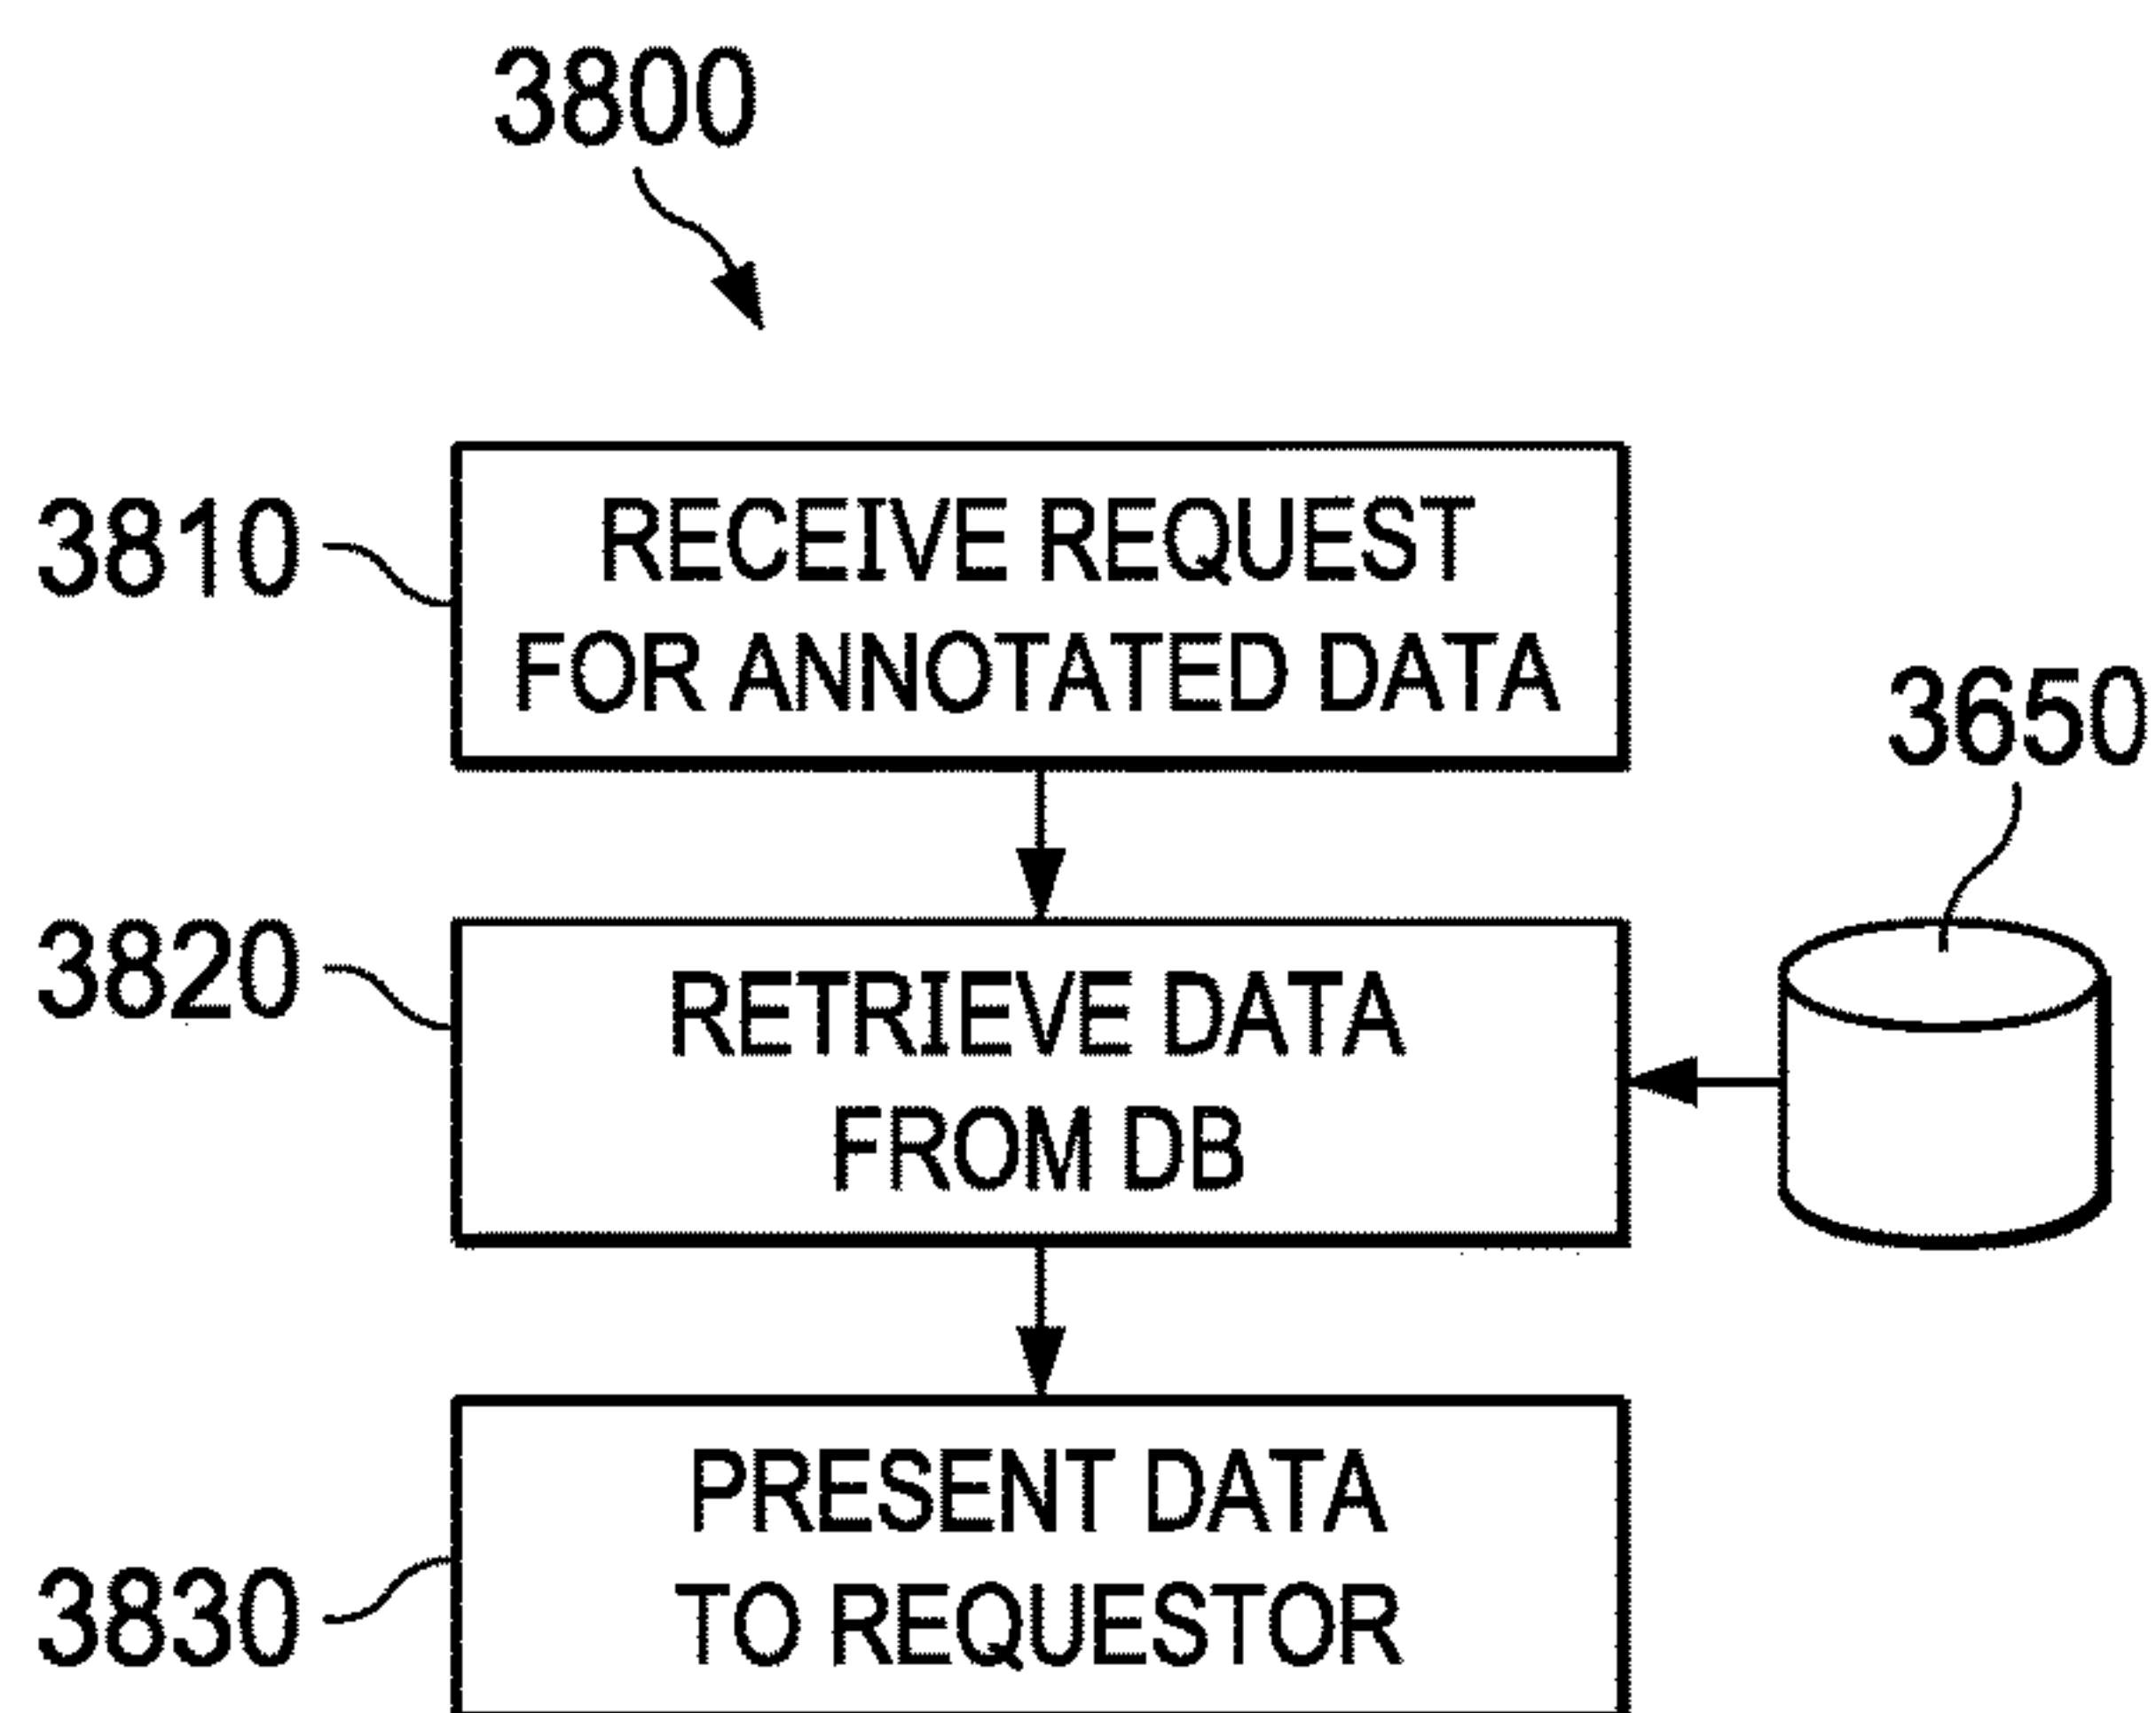 3800
3810
RECEIVE REQUEST
FOR ANNOTATED DATA
3650
3820
RETRIEVE DATA
FROM DB
3830
PRESENT DATA
TO REQUESTOR